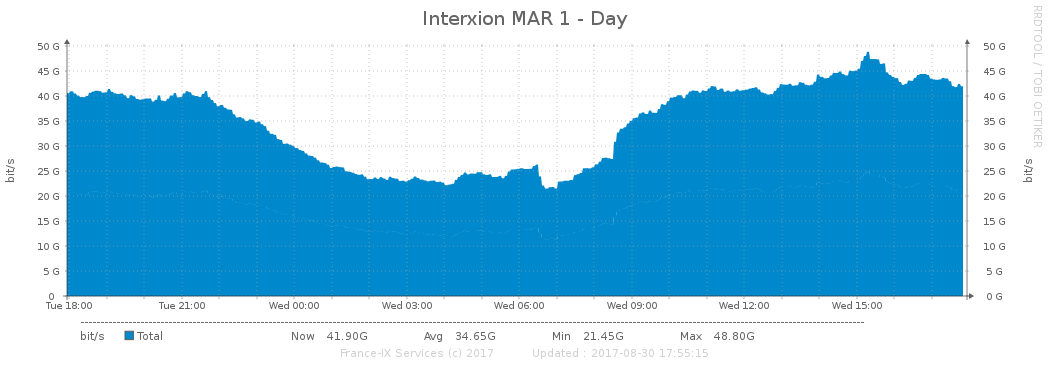 Interxion MAR 1 - Day
RRDTOOL / TOBI OETIKER
50 G 50 G
45 G 45 G
40 G 40 G
35 G 35 G
30 G 30 G
25 G 25 G
20 G 20 G
15 G 15 G
10 G 10 G
5 G 5 G
0 0 G
bit/s bit/s
Tue 18:00 Tue 21:00 Wed 00:00 Wed 03:00 Wed 06:00 Wed 09:00 Wed 12:00 Wed 15:00
bit/s Total Now 41.90G Avg 34.65G Min 21.45G Max 48.80G
France-IX Services (c) 2017 Updated : 2017-08-30 17:55:15